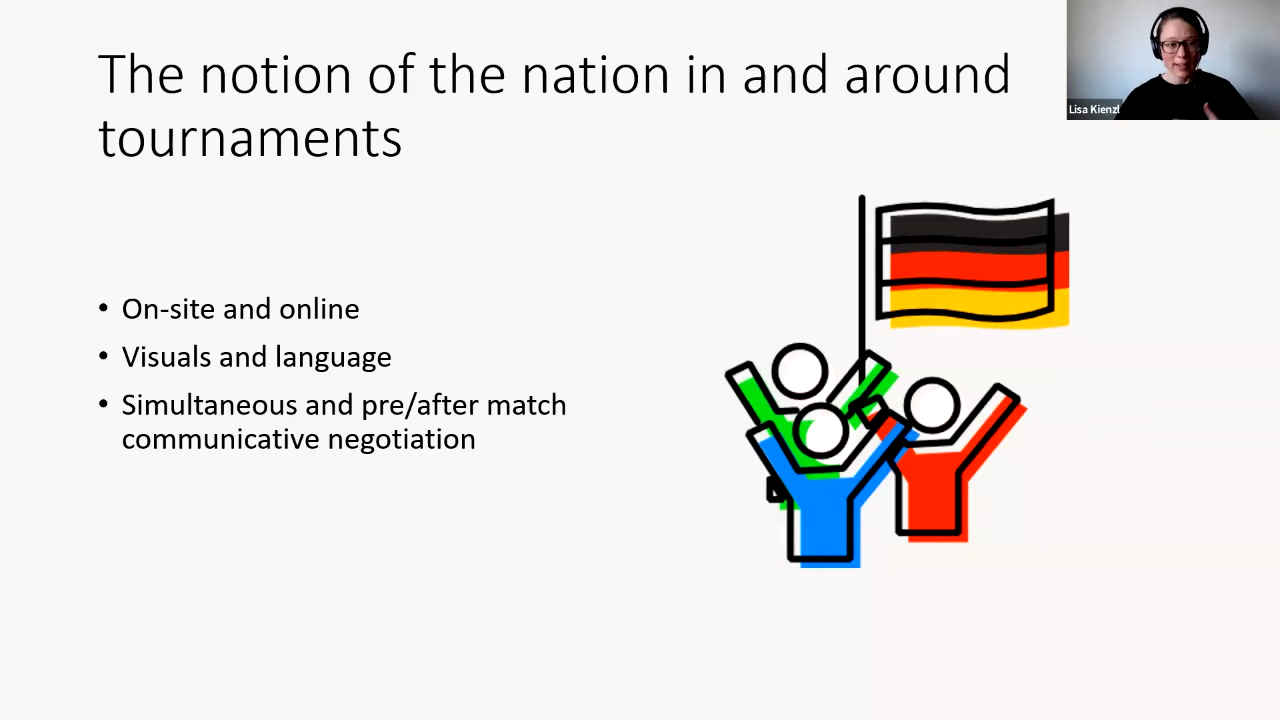 The notion of the nation in and around
tournaments
Lisa Kienzl
• On-site and online
• Visuals and language
• Simultaneous and pre/after match
communicative negotiation